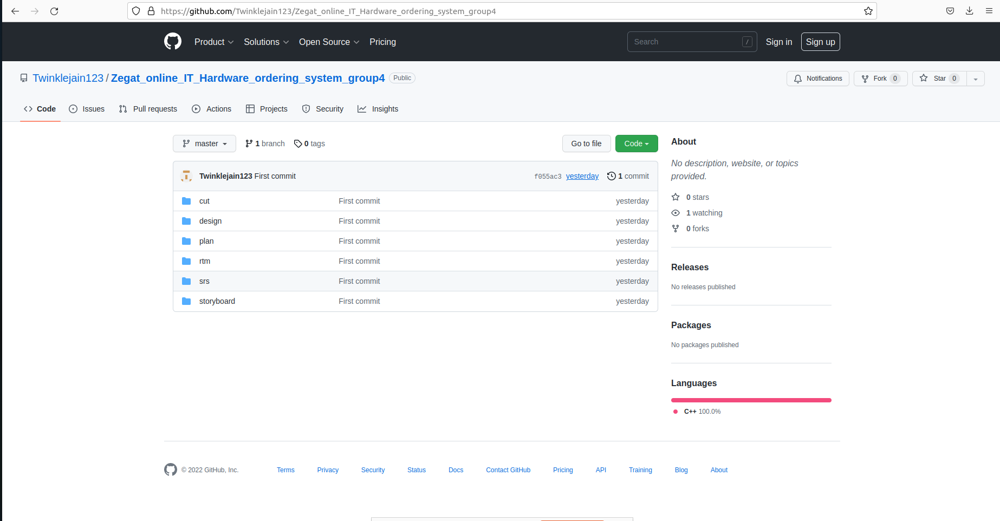 https://github.com/Twinklejain123/Zegat_online_IT_Hardware_ordering_system_group4
Product Solutions Open Source Pricing Search / Sign in Sign up
Twinklejain123 / Zegat_online_IT_Hardware_ordering_system_group4 Public Notifications Fork 0 Star 0
Code Issues Pull requests Actions Projects Security Insights
master 1 branch 0 tags Go to file Code
Twinklejain123 First commit f055ac3 yesterday 1 commit
cut First commit yesterday
design First commit yesterday
plan First commit yesterday
rtm First commit yesterday
srs First commit yesterday
storyboard First commit yesterday
About
No description, website, or topics
provided.
0 stars
1 watching
0 forks
Releases
No releases published
Packages
No packages published
Languages
C++ 100.0%
© 2022 GitHub, Inc. Terms Privacy Security Status Docs Contact GitHub Pricing API Training Blog About